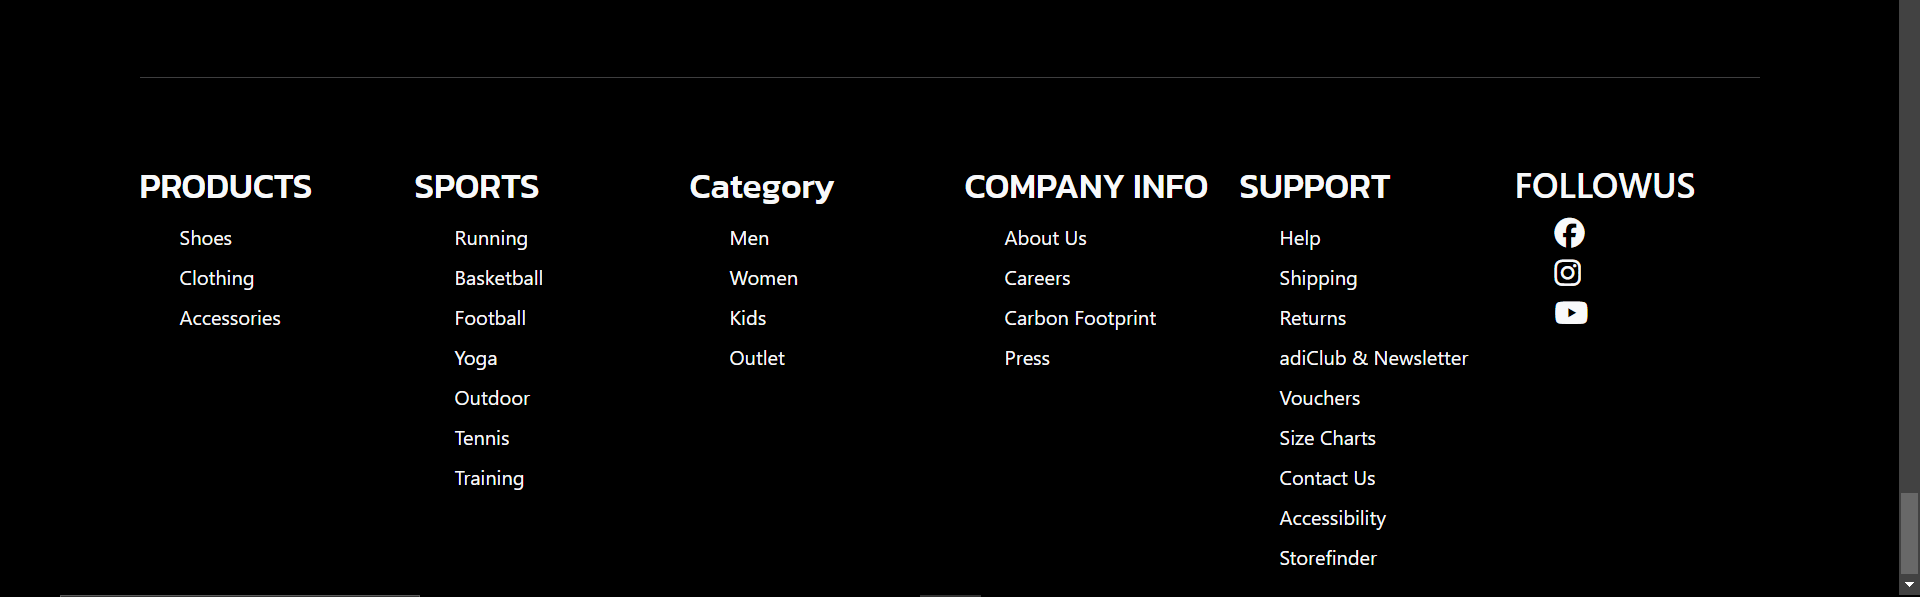 PRODUCTS
Shoes
Clothing
Accessories
SPORTS
Running
Basketball
Football
Yoga
Outdoor
Tennis
Training
Category
Men
Women
Kids
Outlet
COMPANY INFO
About Us
Careers
Carbon Footprint
Press
SUPPORT
Help
Shipping
Returns
adiClub & Newsletter
Vouchers
Size Charts
Contact Us
Accessibility
Storefinder
FOLLOWUS